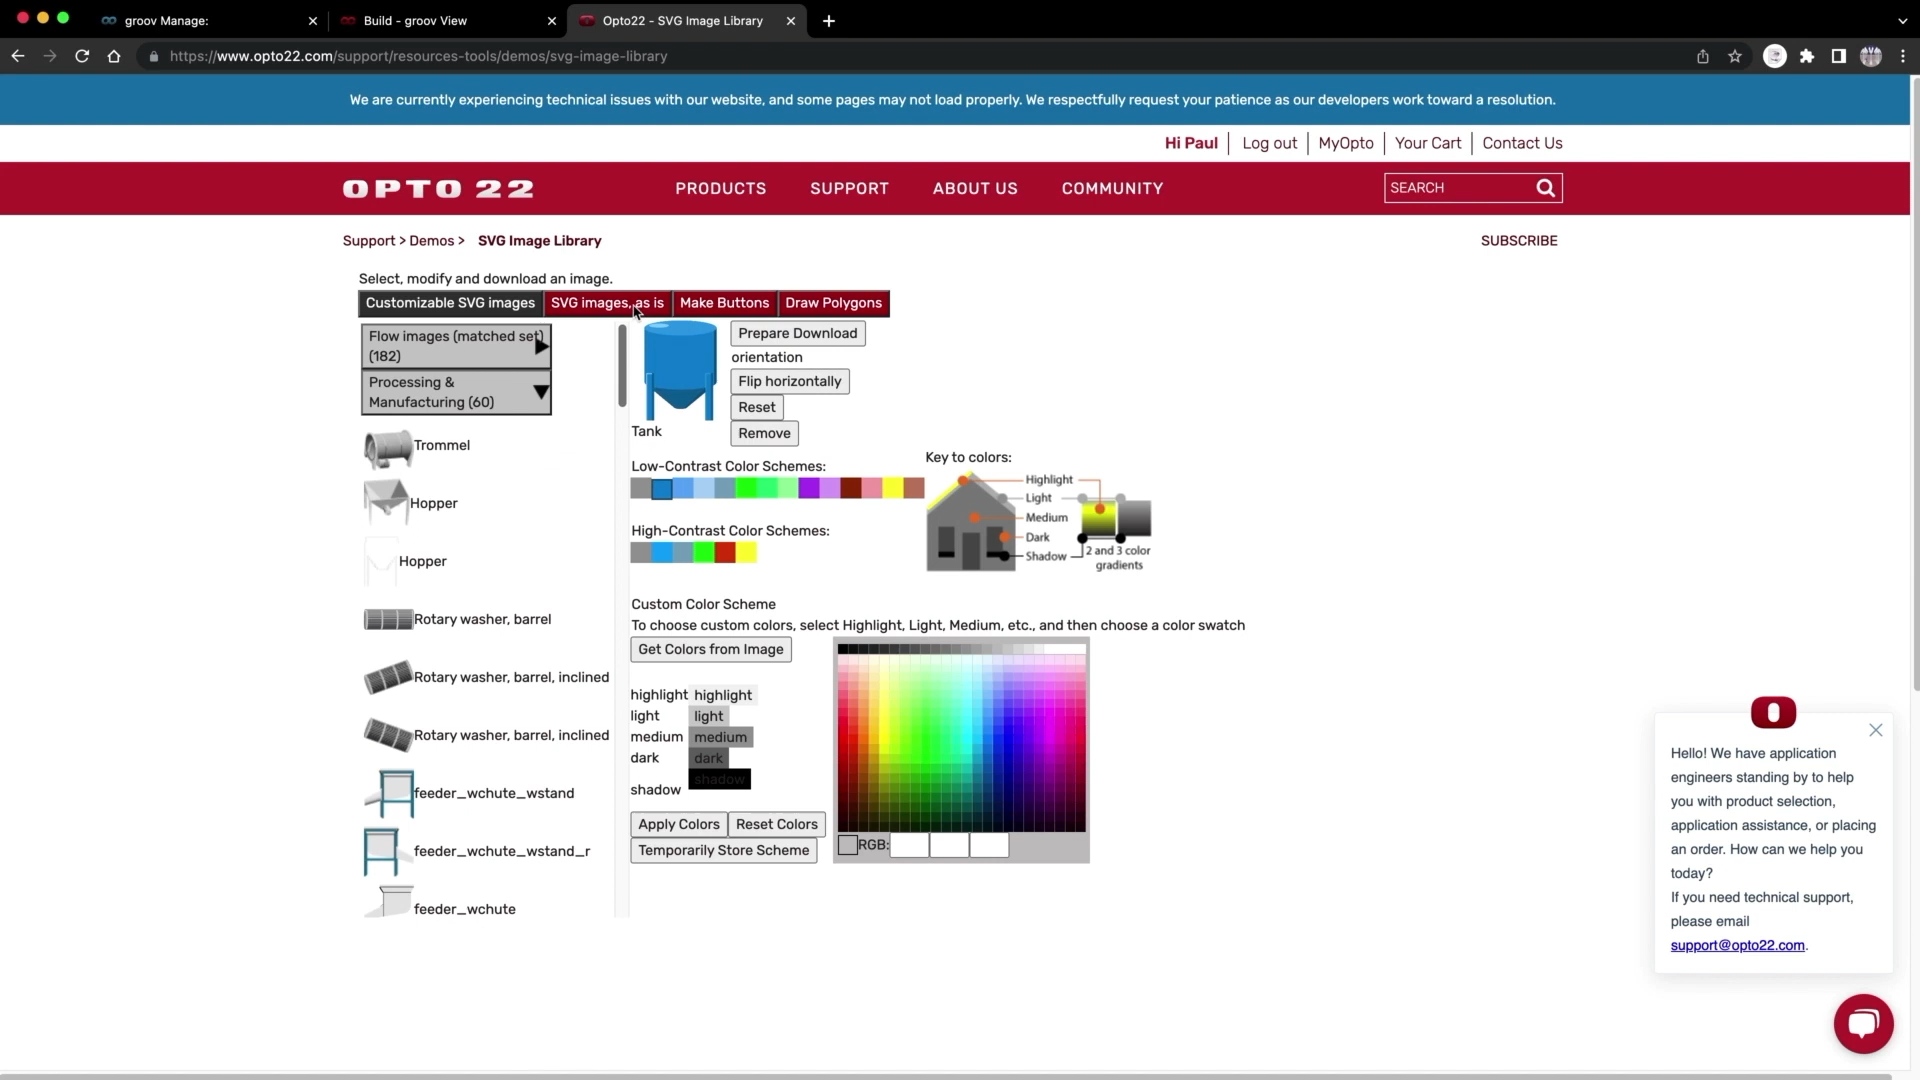 groov Manage:
Build - groov View
Opto22 - SVG Image Library
https://www.opto22.com/support/resources-tools/demos/svg-image-library
We are currently experiencing technical issues with our website, and some pages may not load properly. We respectfully request your patience as our developers work toward a resolution.
Hi Paul
Log out
MyOpto
Your Cart
Contact Us
OPTO 22
PRODUCTS
SUPPORT
ABOUT US
COMMUNITY
SEARCH
Support > Demos > SVG Image Library
SUBSCRIBE
Select, modify and download an image.
Customizable SVG images
SVG images, as is
Make Buttons
Draw Polygons
Flow images (matched set)
(182)
Processing &
Manufacturing (60)
Trommel
Hopper
Hopper
Rotary washer, barrel
Rotary washer, barrel, inclined
Rotary washer, barrel, inclined
feeder_wchute_wstand
feeder_wchute_wstand_r
feeder_wchute
Tank
Prepare Download
orientation
Flip horizontally
Reset
Remove
Low-Contrast Color Schemes:
High-Contrast Color Schemes:
Key to colors:
Highlight
Light
Medium
Dark
Shadow
2 and 3 color
gradients
Custom Color Scheme
To choose custom colors, select Highlight, Light, Medium, etc., and then choose a color swatch
Get Colors from Image
highlight highlight
light light
medium medium
dark dark
shadow shadow
Apply Colors
Reset Colors
Temporarily Store Scheme
RGB:
Hello! We have application
engineers standing by to help
you with product selection,
application assistance, or placing
an order. How can we help you
today?
If you need technical support,
please email
support@opto22.com.